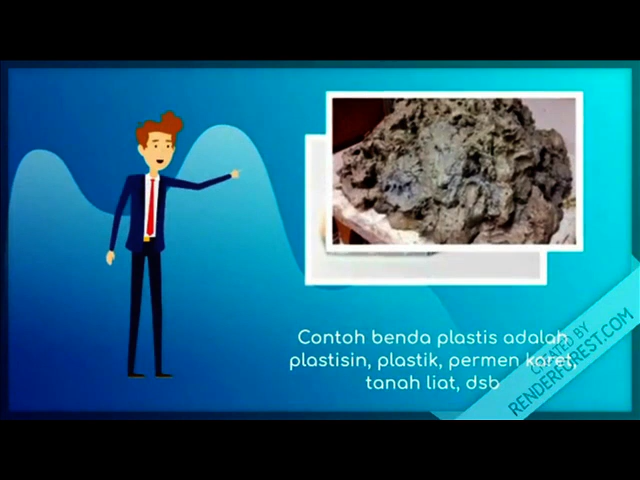 Contoh benda plastis adalah
plastisin, plastik, permen karet,
tanah liat, dsb
CREATED BY
RENDERFOREST.COM